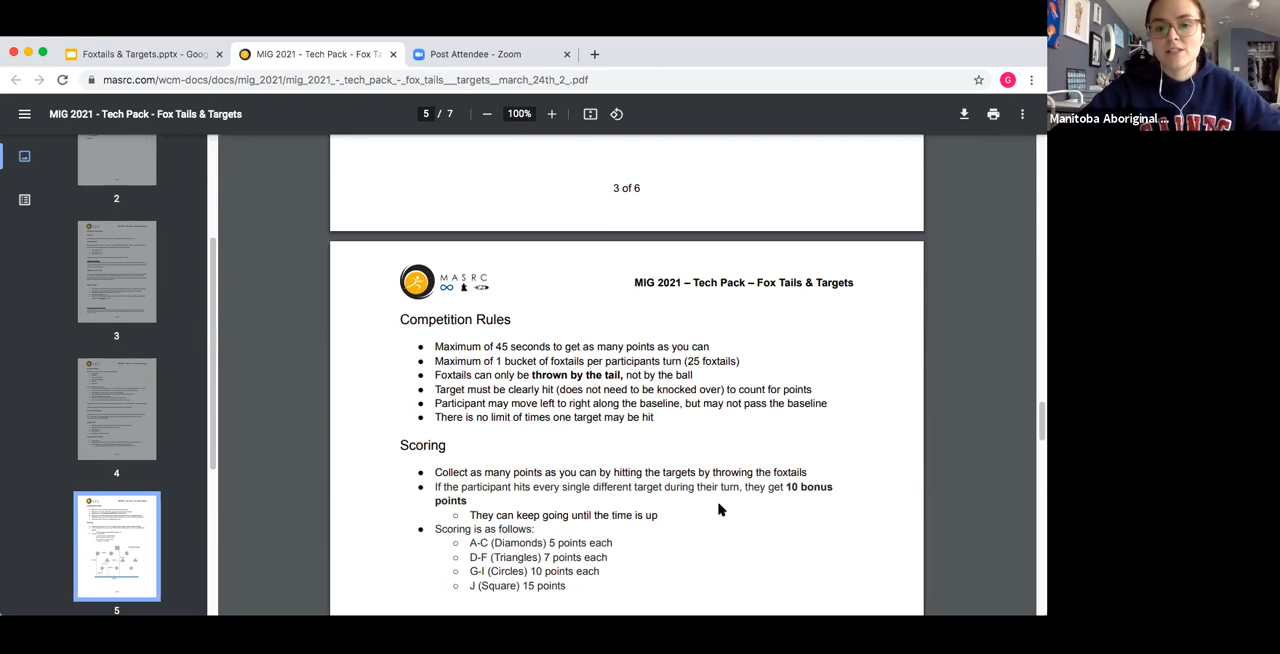 Foxtails & Targets.pptx - Goog
MIG 2021 - Tech Pack - Fox Ta
Post Attendee - Zoom
masrc.com/wcm-docs/docs/mig_2021/mig_2021_-_tech_pack_-_fox_tails__targets__march_24th_2_.pdf
G
MIG 2021 - Tech Pack - Fox Tails & Targets
5 / 7
100%
Manitoba Aboriginal ...
2
3
4
5
3 of 6
MASRC
MIG 2021 – Tech Pack – Fox Tails & Targets
Competition Rules
● Maximum of 45 seconds to get as many points as you can
● Maximum of 1 bucket of foxtails per participants turn (25 foxtails)
● Foxtails can only be thrown by the tail, not by the ball
● Target must be clearly hit (does not need to be knocked over) to count for points
● Participant may move left to right along the baseline, but may not pass the baseline
● There is no limit of times one target may be hit
Scoring
● Collect as many points as you can by hitting the targets by throwing the foxtails
● If the participant hits every single different target during their turn, they get 10 bonus
points
○ They can keep going until the time is up
● Scoring is as follows:
○ A-C (Diamonds) 5 points each
○ D-F (Triangles) 7 points each
○ G-I (Circles) 10 points each
○ J (Square) 15 points